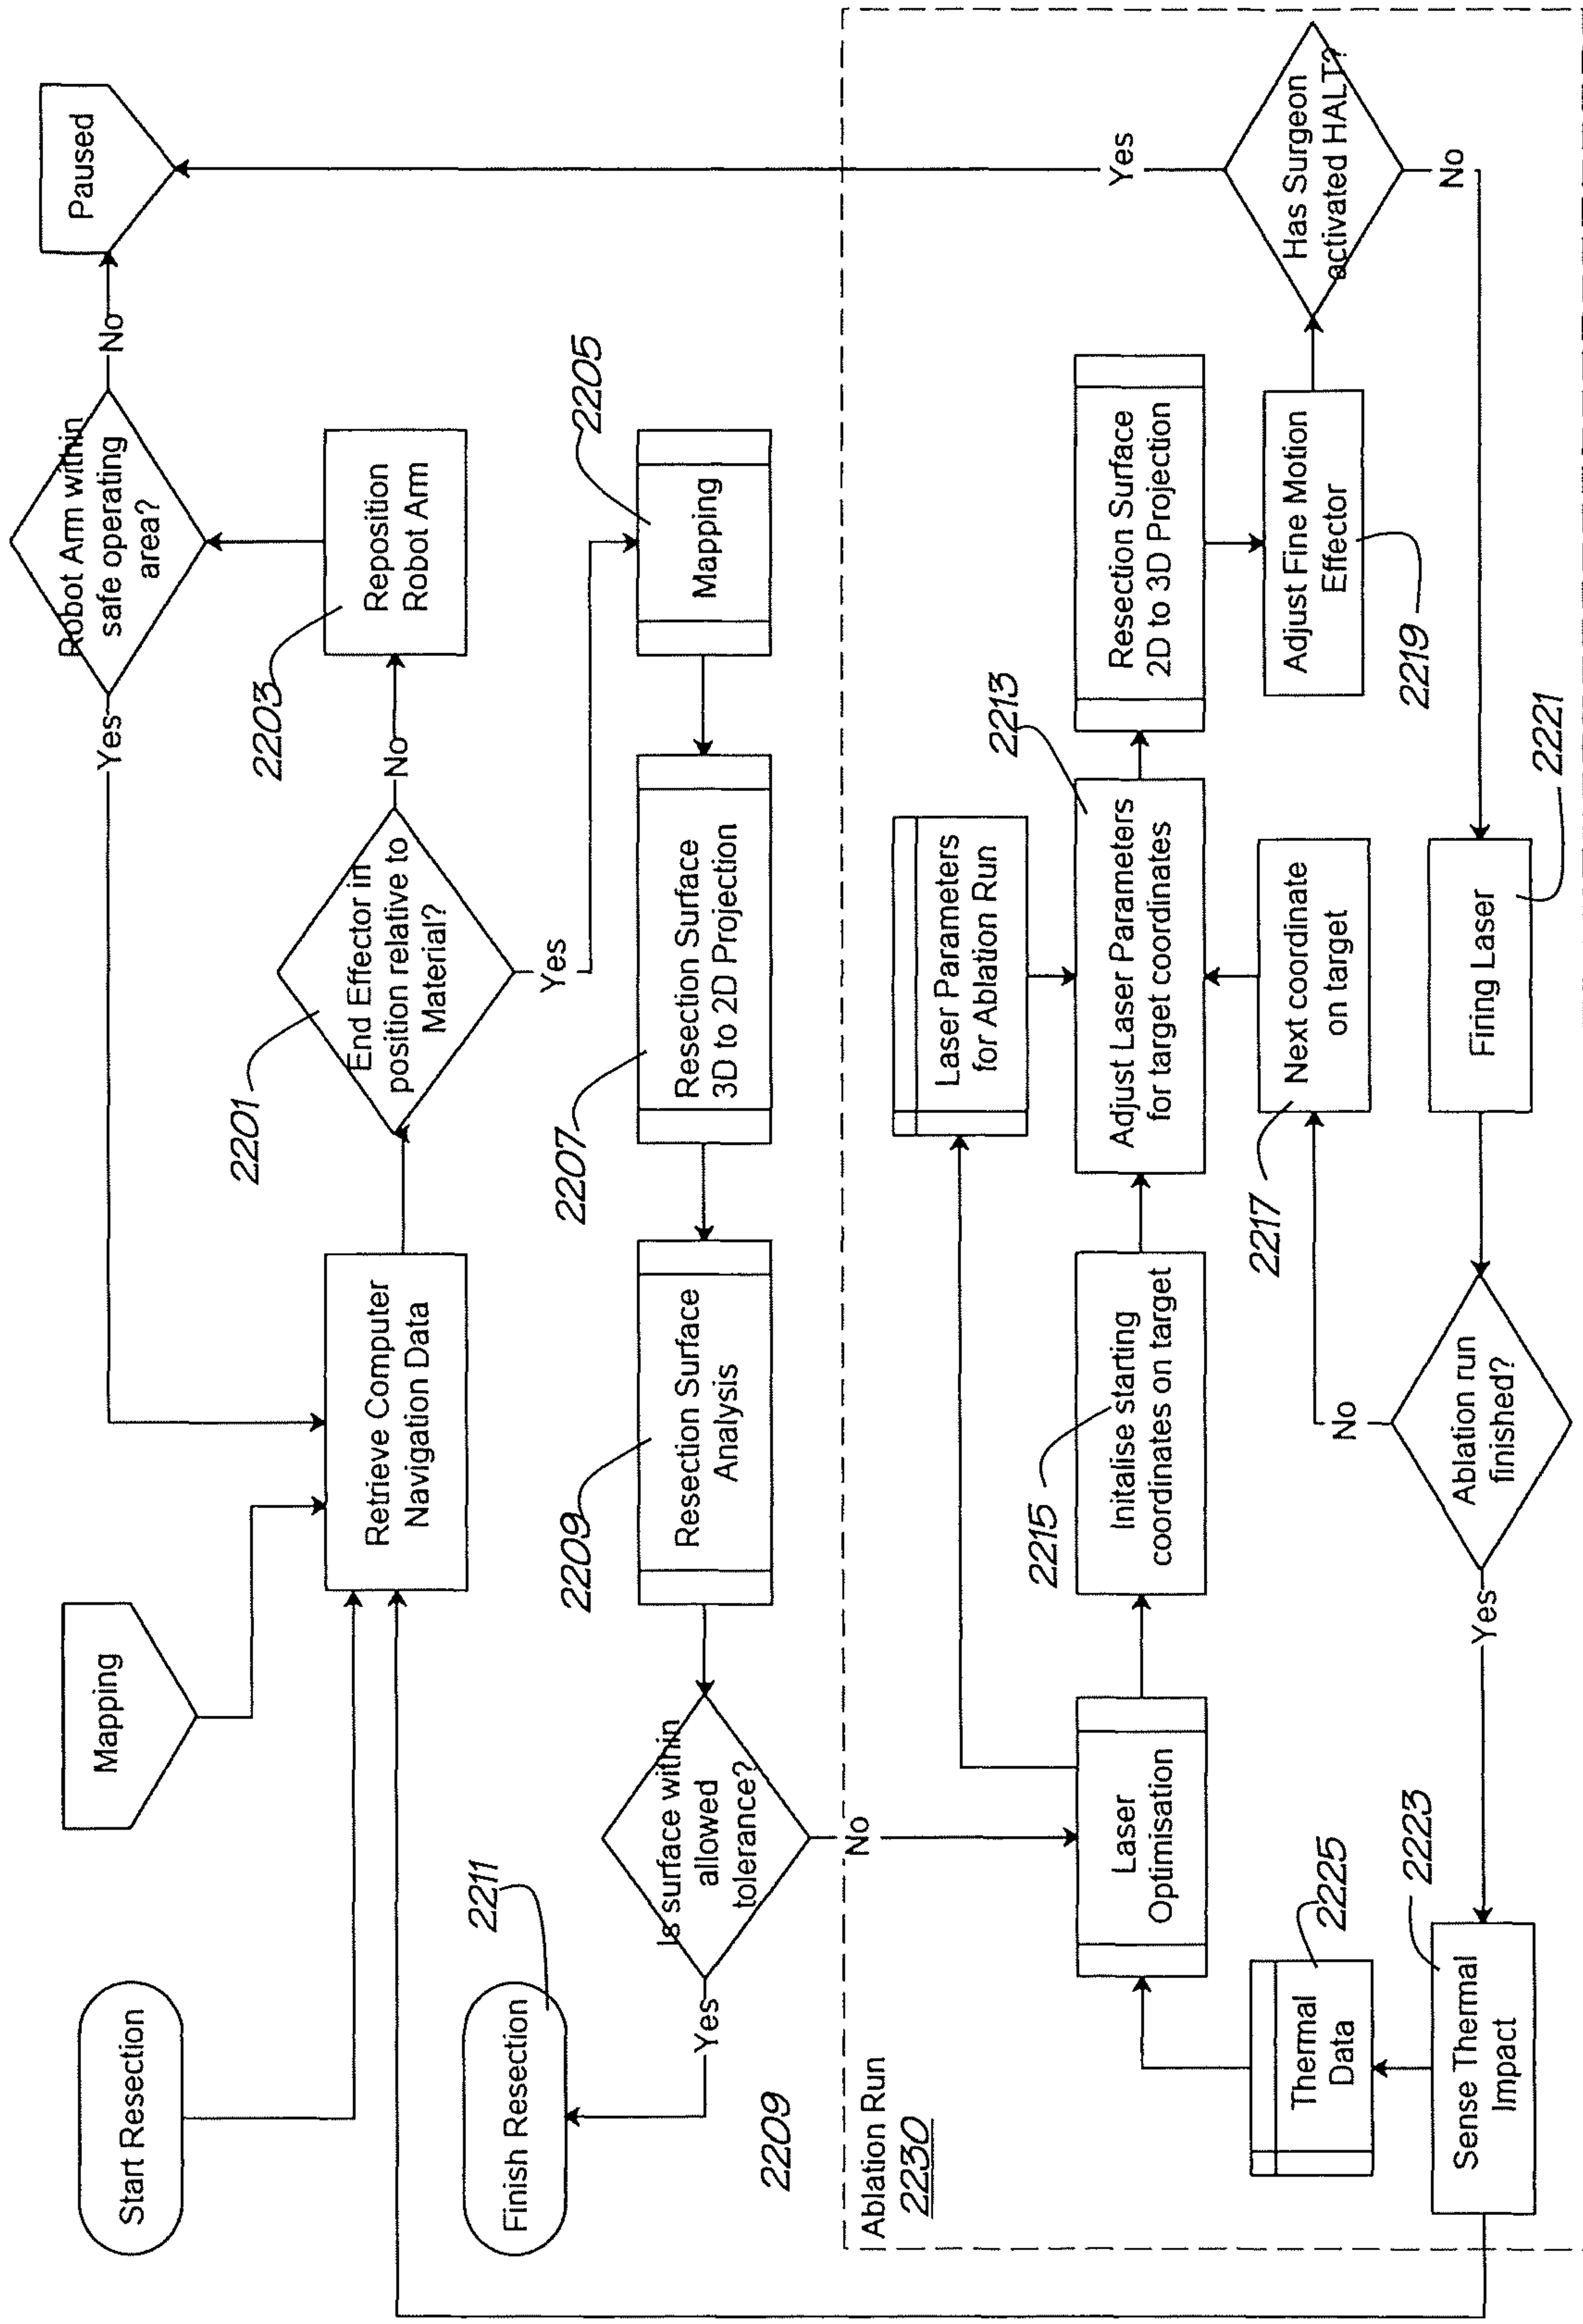 Start Resection
Mapping
Retrieve Computer
Navigation Data
Yes
Robot Arm within
safe operating
area?
No
Paused
2201
End Effector in
position relative to
Material?
No
2203
Reposition
Robot Arm
Yes
2205
Mapping
2207
Resection Surface
3D to 2D Projection
2209
Resection Surface
Analysis
Is surface within
allowed
tolerance?
Yes
2211
Finish Resection
2209
No
Ablation Run
2230
Laser
Optimisation
Laser Parameters
for Ablation Run
2215
Initalise starting
coordinates on target
2213
Adjust Laser Parameters
for target coordinates
Resection Surface
2D to 3D Projection
Adjust Fine Motion
Effector
2219
Has Surgeon
activated HALT?
Yes
No
2217
Next coordinate
on target
Firing Laser
2221
Ablation run
finished?
No
Yes
2223
Sense Thermal
Impact
2225
Thermal
Data